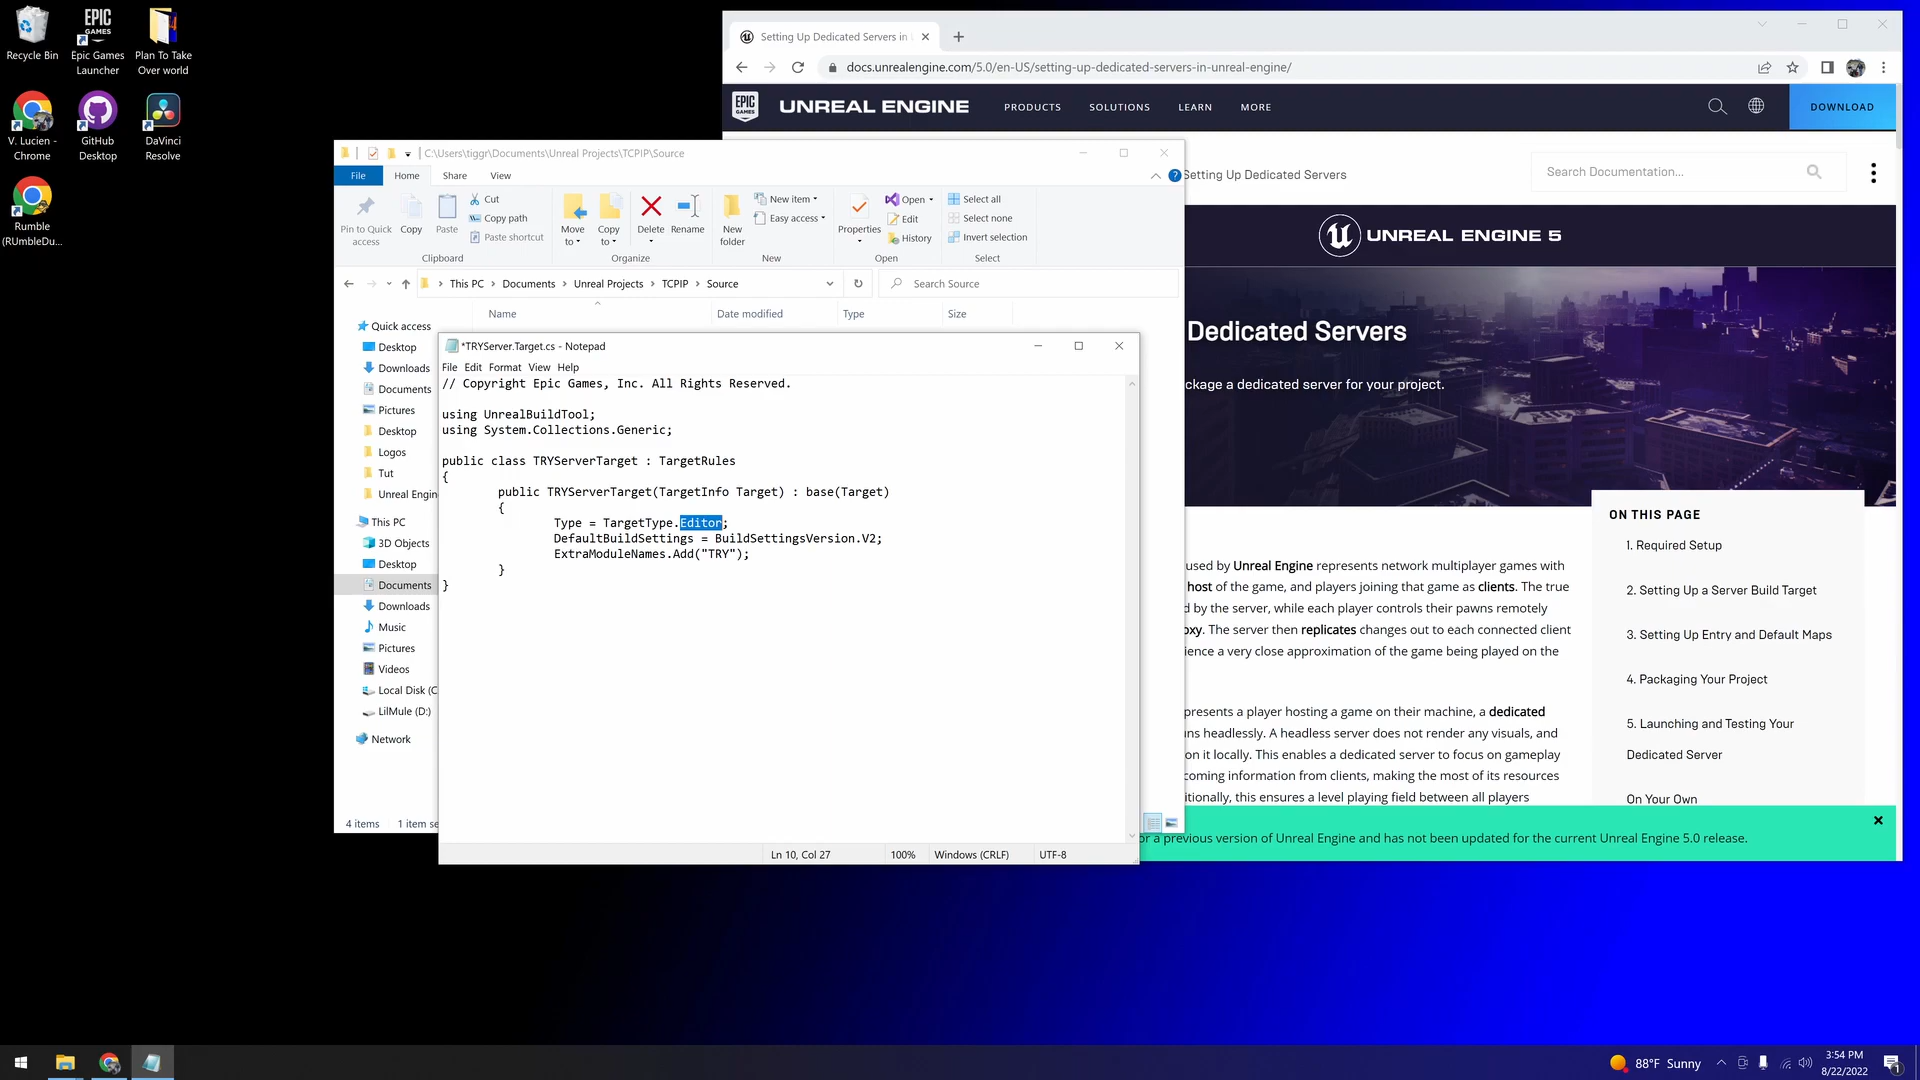 Recycle Bin
Epic Games
Launcher
Plan To Take
Over world
V. Lucien -
Chrome
GitHub
Desktop
DaVinci
Resolve
Rumble
(RUmbleDu...
EPIC
GAMES
Setting Up Dedicated Servers in
docs.unrealengine.com/5.0/en-US/setting-up-dedicated-servers-in-unreal-engine/
EPIC
GAMES
UNREAL ENGINE
PRODUCTS
SOLUTIONS
LEARN
MORE
DOWNLOAD
Setting Up Dedicated Servers
Search Documentation...
UNREAL ENGINE 5
Dedicated Servers
ckage a dedicated server for your project.
ON THIS PAGE
1. Required Setup
2. Setting Up a Server Build Target
3. Setting Up Entry and Default Maps
4. Packaging Your Project
5. Launching and Testing Your
Dedicated Server
On Your Own
used by Unreal Engine represents network multiplayer games with
host of the game, and players joining that game as clients. The true
d by the server, while each player controls their pawns remotely
oxy. The server then replicates changes out to each connected client
ience a very close approximation of the game being played on the
presents a player hosting a game on their machine, a dedicated
ns headlessly. A headless server does not render any visuals, and
on it locally. This enables a dedicated server to focus on gameplay
coming information from clients, making the most of its resources
itionally, this ensures a level playing field between all players
or a previous version of Unreal Engine and has not been updated for the current Unreal Engine 5.0 release.
C:\Users\tiggr\Documents\Unreal Projects\TCPIP\Source
File
Home
Share
View
Pin to Quick
access
Copy
Paste
Cut
Copy path
Paste shortcut
Clipboard
Move
to
Copy
to
Delete
Rename
Organize
New
folder
New item
Easy access
New
Properties
Open
Edit
History
Open
Select all
Select none
Invert selection
Select
This PC
Documents
Unreal Projects
TCPIP
Source
Search Source
Name
Date modified
Type
Size
Quick access
Desktop
Downloads
Documents
Pictures
Desktop
Logos
Tut
Unreal Engin
This PC
3D Objects
Desktop
Documents
Downloads
Music
Pictures
Videos
Local Disk (C
LilMule (D:)
Network
4 items
1 item se
*TRYServer.Target.cs - Notepad
File Edit Format View Help
// Copyright Epic Games, Inc. All Rights Reserved.
using UnrealBuildTool;
using System.Collections.Generic;
public class TRYServerTarget : TargetRules
{
public TRYServerTarget(TargetInfo Target) : base(Target)
{
Type = TargetType.Editor;
DefaultBuildSettings = BuildSettingsVersion.V2;
ExtraModuleNames.Add("TRY");
}
}
Ln 10, Col 27
100%
Windows (CRLF)
UTF-8
88°F Sunny
3:54 PM
8/22/2022
1